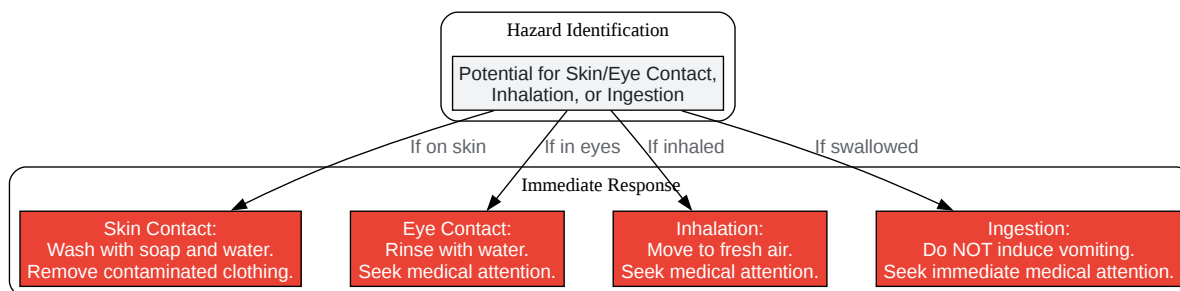 Hazard Identification
Potential for Skin/Eye Contact,
Inhalation, or Ingestion
If on skin
If in eyes
If inhaled
If swallowed
Immediate Response
Skin Contact:
Wash with soap and water.
Remove contaminated clothing.
Eye Contact:
Rinse with water.
Seek medical attention.
Inhalation:
Move to fresh air.
Seek medical attention.
Ingestion:
Do NOT induce vomiting.
Seek immediate medical attention.